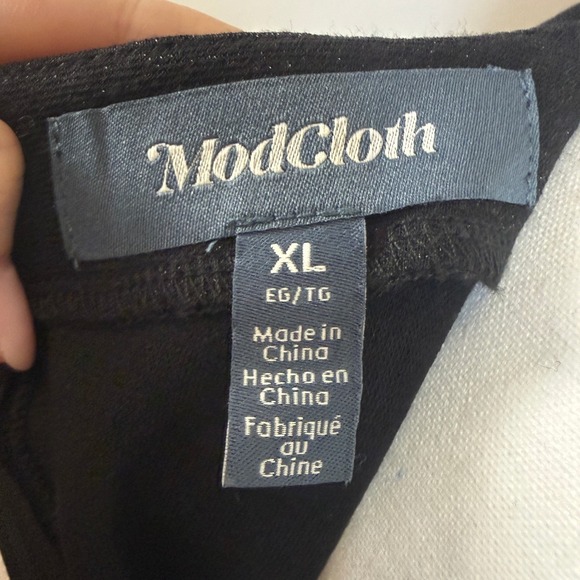 ModCloth
XL
EG/TG
Made in
China
Hecho en
China
Fabriqué
au
Chine